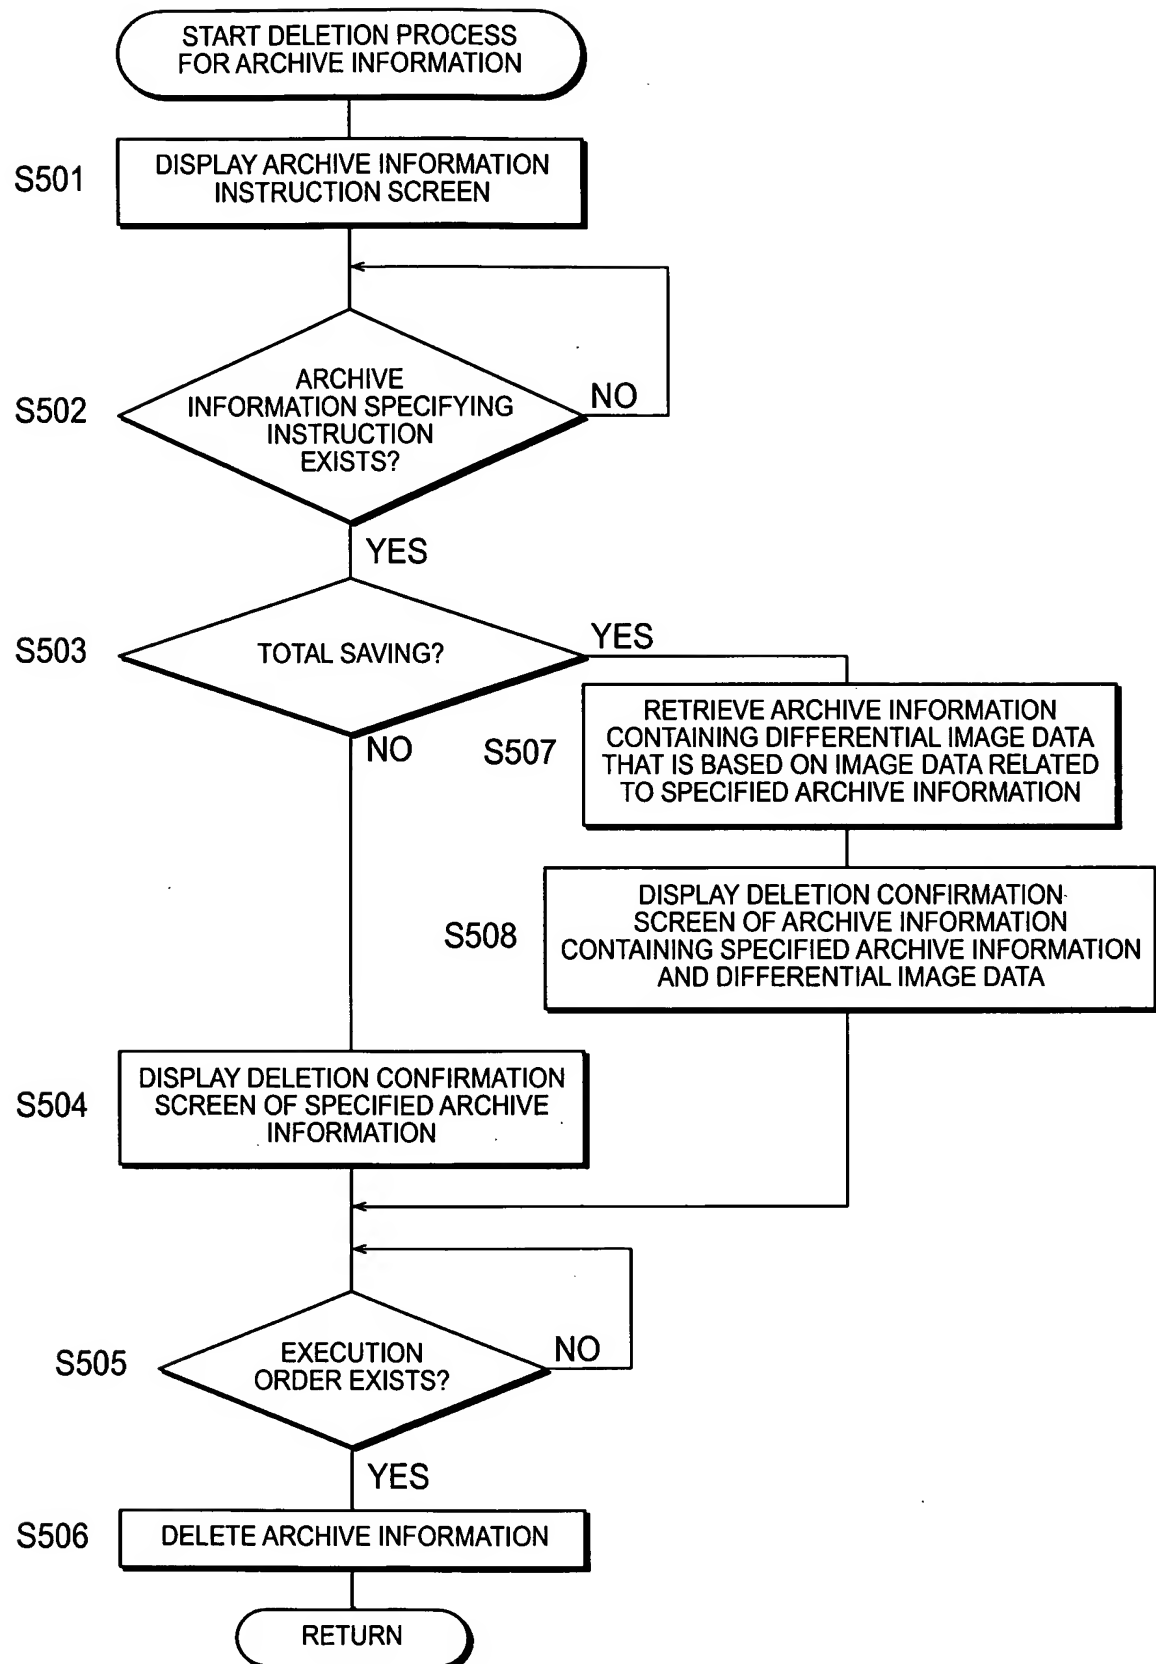 START DELETION PROCESS
FOR ARCHIVE INFORMATION
S501
DISPLAY ARCHIVE INFORMATION
INSTRUCTION SCREEN
S502
ARCHIVE
INFORMATION SPECIFYING
INSTRUCTION
EXISTS?
NO
YES
S503
TOTAL SAVING?
YES
NO
S507
RETRIEVE ARCHIVE INFORMATION
CONTAINING DIFFERENTIAL IMAGE DATA
THAT IS BASED ON IMAGE DATA RELATED
TO SPECIFIED ARCHIVE INFORMATION
S508
DISPLAY DELETION CONFIRMATION
SCREEN OF ARCHIVE INFORMATION
CONTAINING SPECIFIED ARCHIVE INFORMATION
AND DIFFERENTIAL IMAGE DATA
S504
DISPLAY DELETION CONFIRMATION
SCREEN OF SPECIFIED ARCHIVE
INFORMATION
S505
EXECUTION
ORDER EXISTS?
NO
YES
S506
DELETE ARCHIVE INFORMATION
RETURN